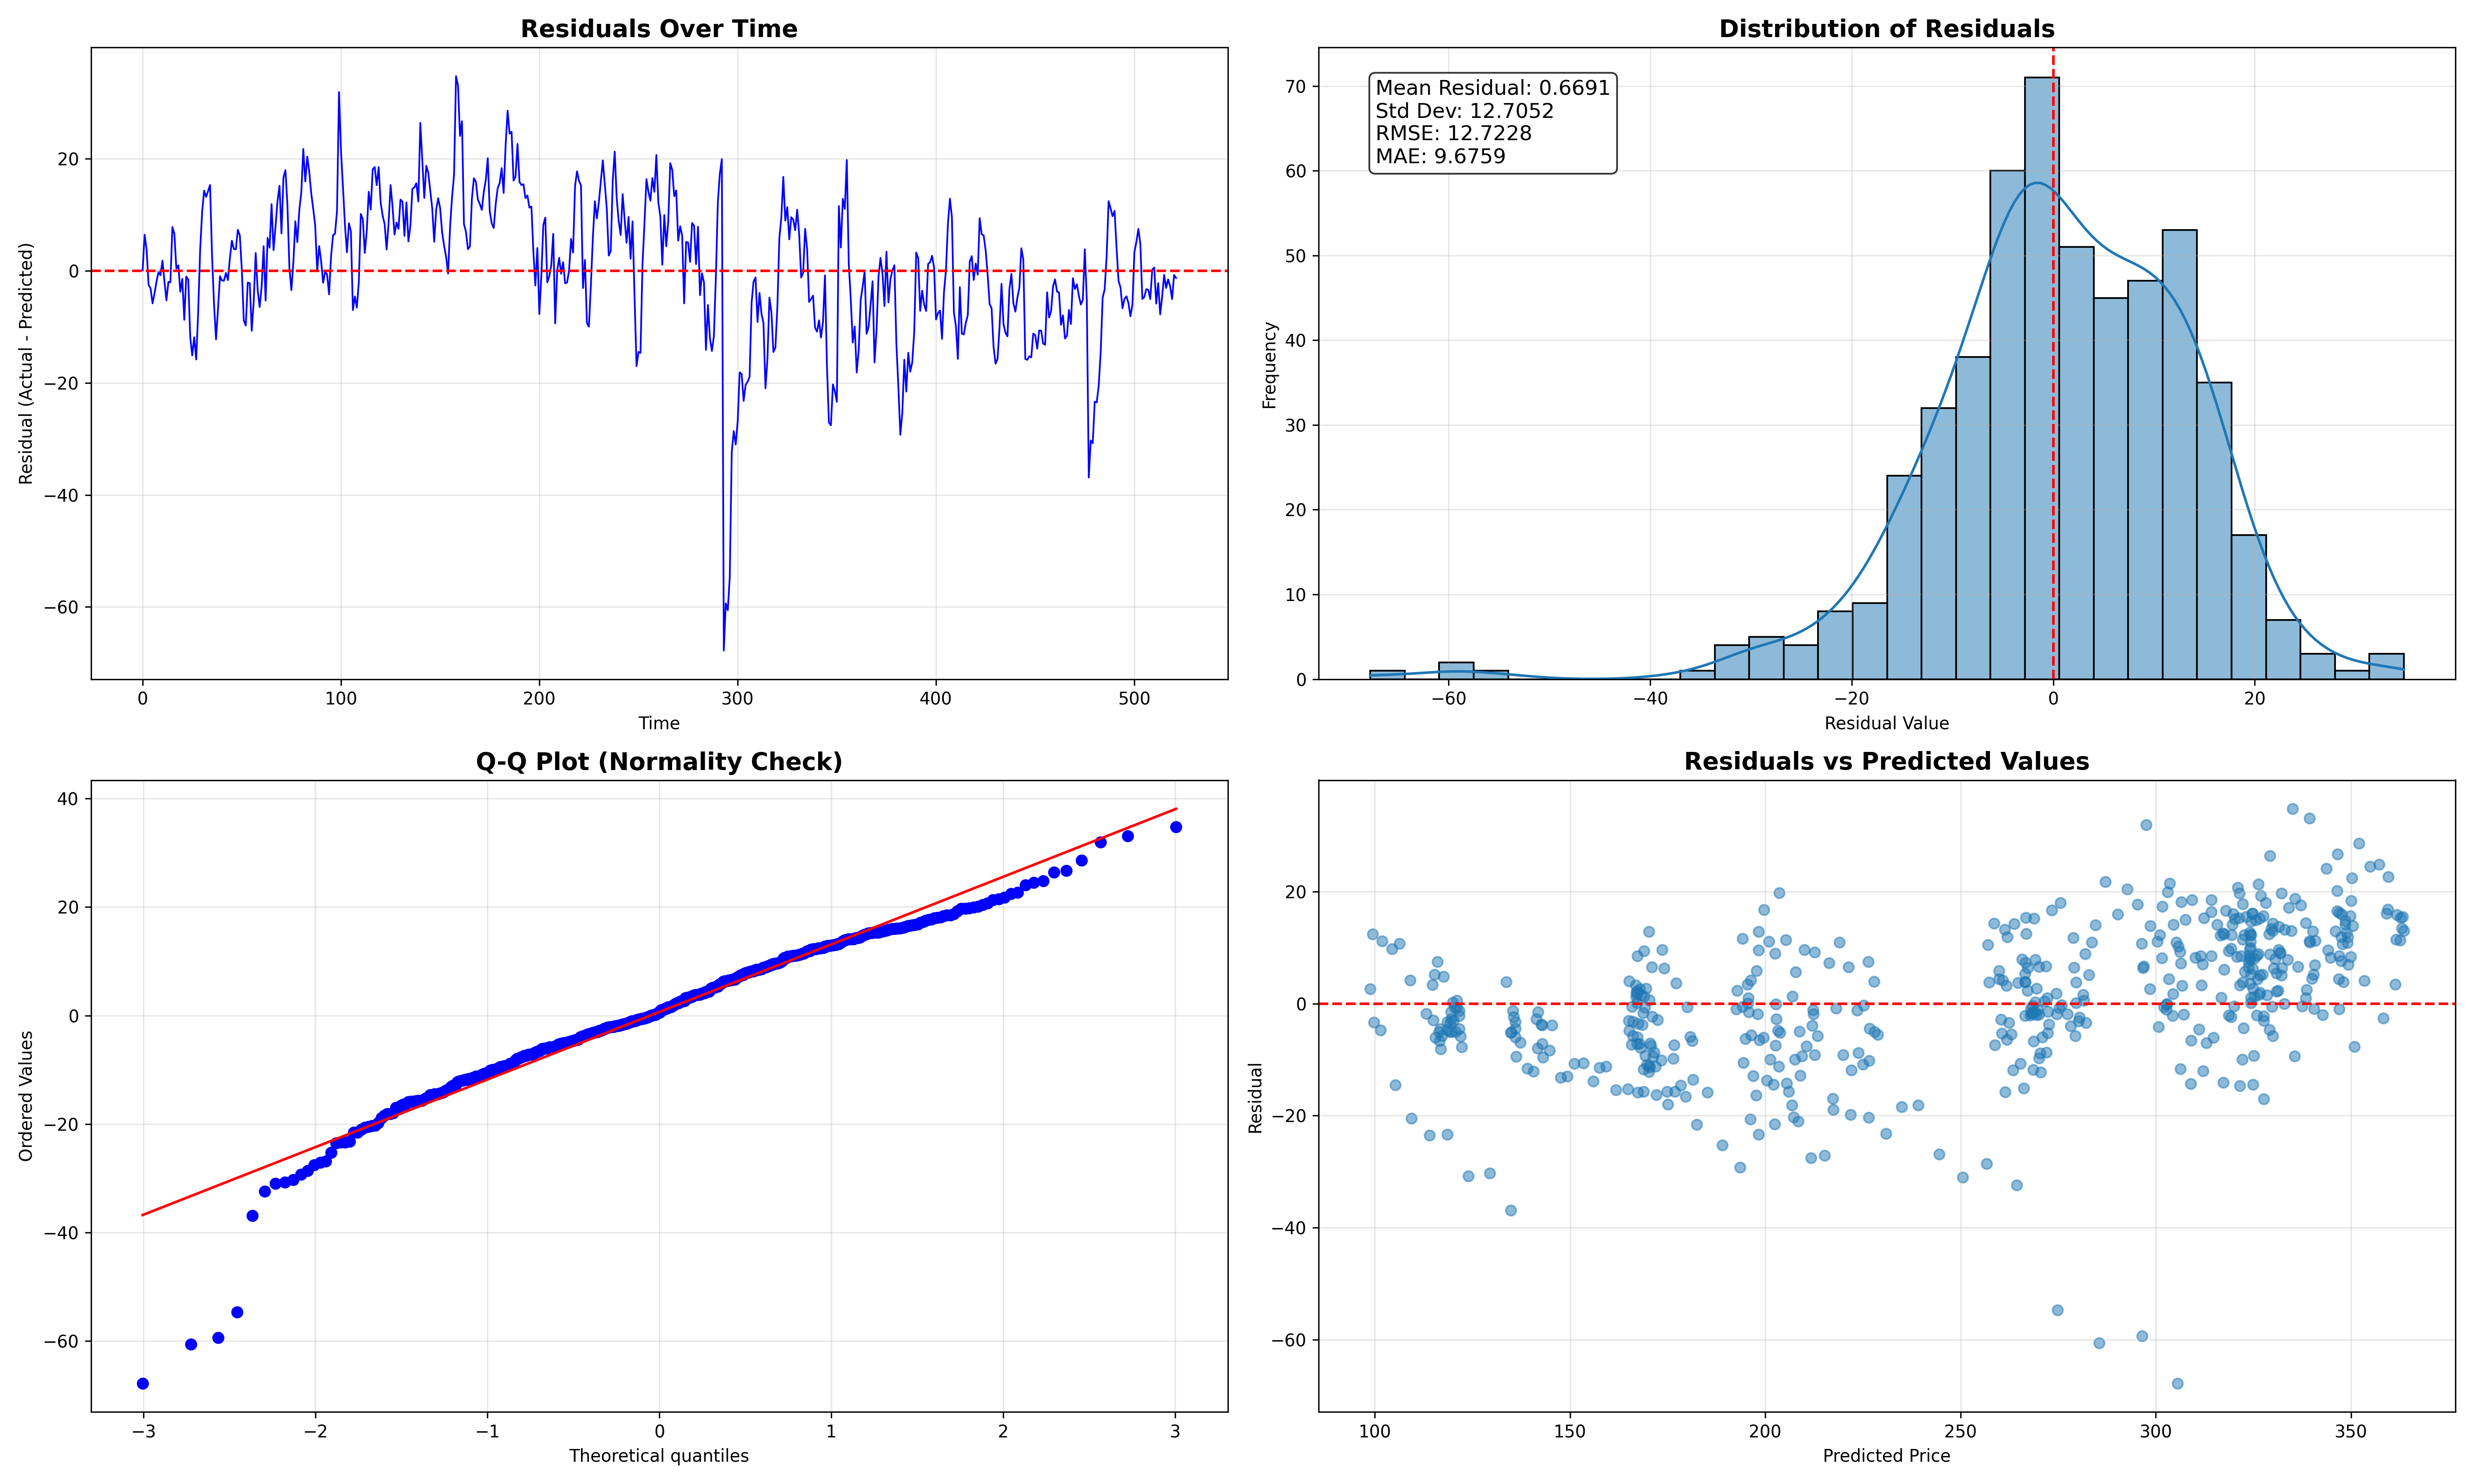 Residuals Over Time
Residual (Actual - Predicted)
20
0
−20
−40
−60
0 100 200 300 400 500
Time
Distribution of Residuals
Mean Residual: 0.6691
Std Dev: 12.7052
RMSE: 12.7228
MAE: 9.6759
Frequency
70
60
50
40
30
20
10
0
−60 −40 −20 0 20
Residual Value
Q-Q Plot (Normality Check)
Ordered Values
40
20
0
−20
−40
−60
−3 −2 −1 0 1 2 3
Theoretical quantiles
Residuals vs Predicted Values
Residual
20
0
−20
−40
−60
100 150 200 250 300 350
Predicted Price